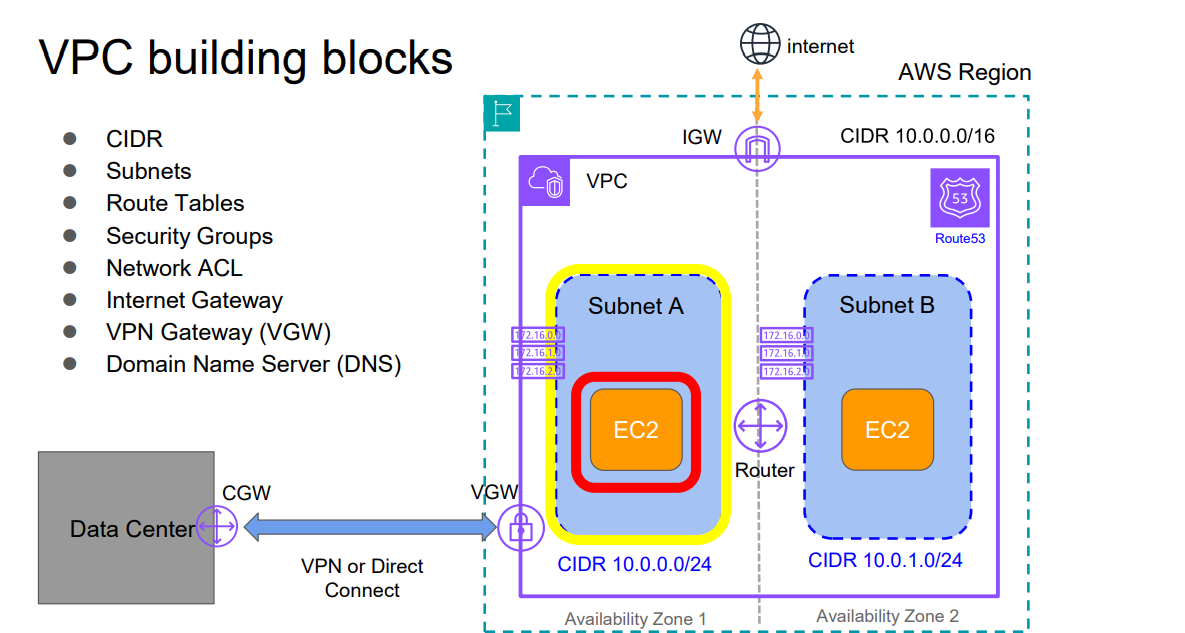 VPC building blocks
CIDR
Subnets
Route Tables
Security Groups
Network ACL
Internet Gateway
VPN Gateway (VGW)
Domain Name Server (DNS)
internet
AWS Region
IGW
CIDR 10.0.0.0/16
VPC
53
Route53
Subnet A
Subnet B
172.16.0.0
172.16.1.0
172.16.2.0
172.16.0.0
172.16.1.0
172.16.2.0
EC2
EC2
Router
Data Center
CGW
VGW
VPN or Direct
Connect
CIDR 10.0.0.0/24
CIDR 10.0.1.0/24
Availability Zone 1
Availability Zone 2